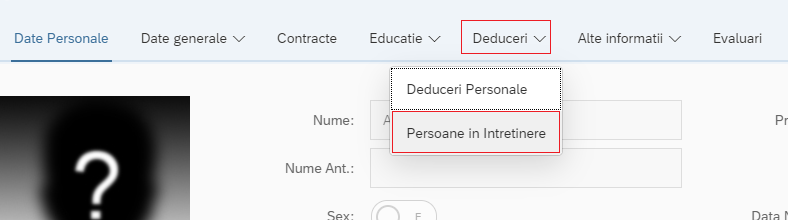 Date Personale Date generale Contracte Educatie Deduceri Alte informatii Evaluari
Deduceri Personale
Nume: A
Persoane in Intretinere
Nume Ant.:
Sex: F
Data N